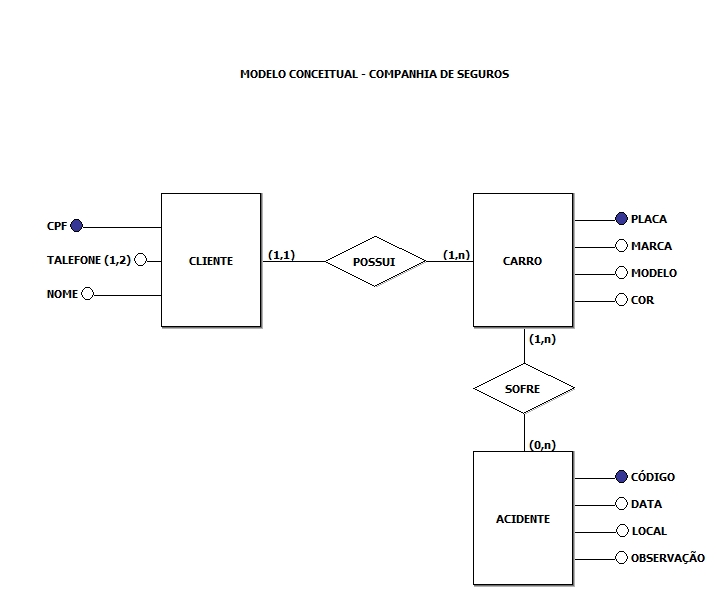 MODELO CONCEITUAL - COMPANHIA DE SEGUROS
CPF
TALEFONE (1,2)
NOME
CLIENTE
(1,1)
POSSUI
(1,n)
CARRO
PLACA
MARCA
MODELO
COR
(1,n)
SOFRE
(0,n)
ACIDENTE
CÓDIGO
DATA
LOCAL
OBSERVAÇÃO